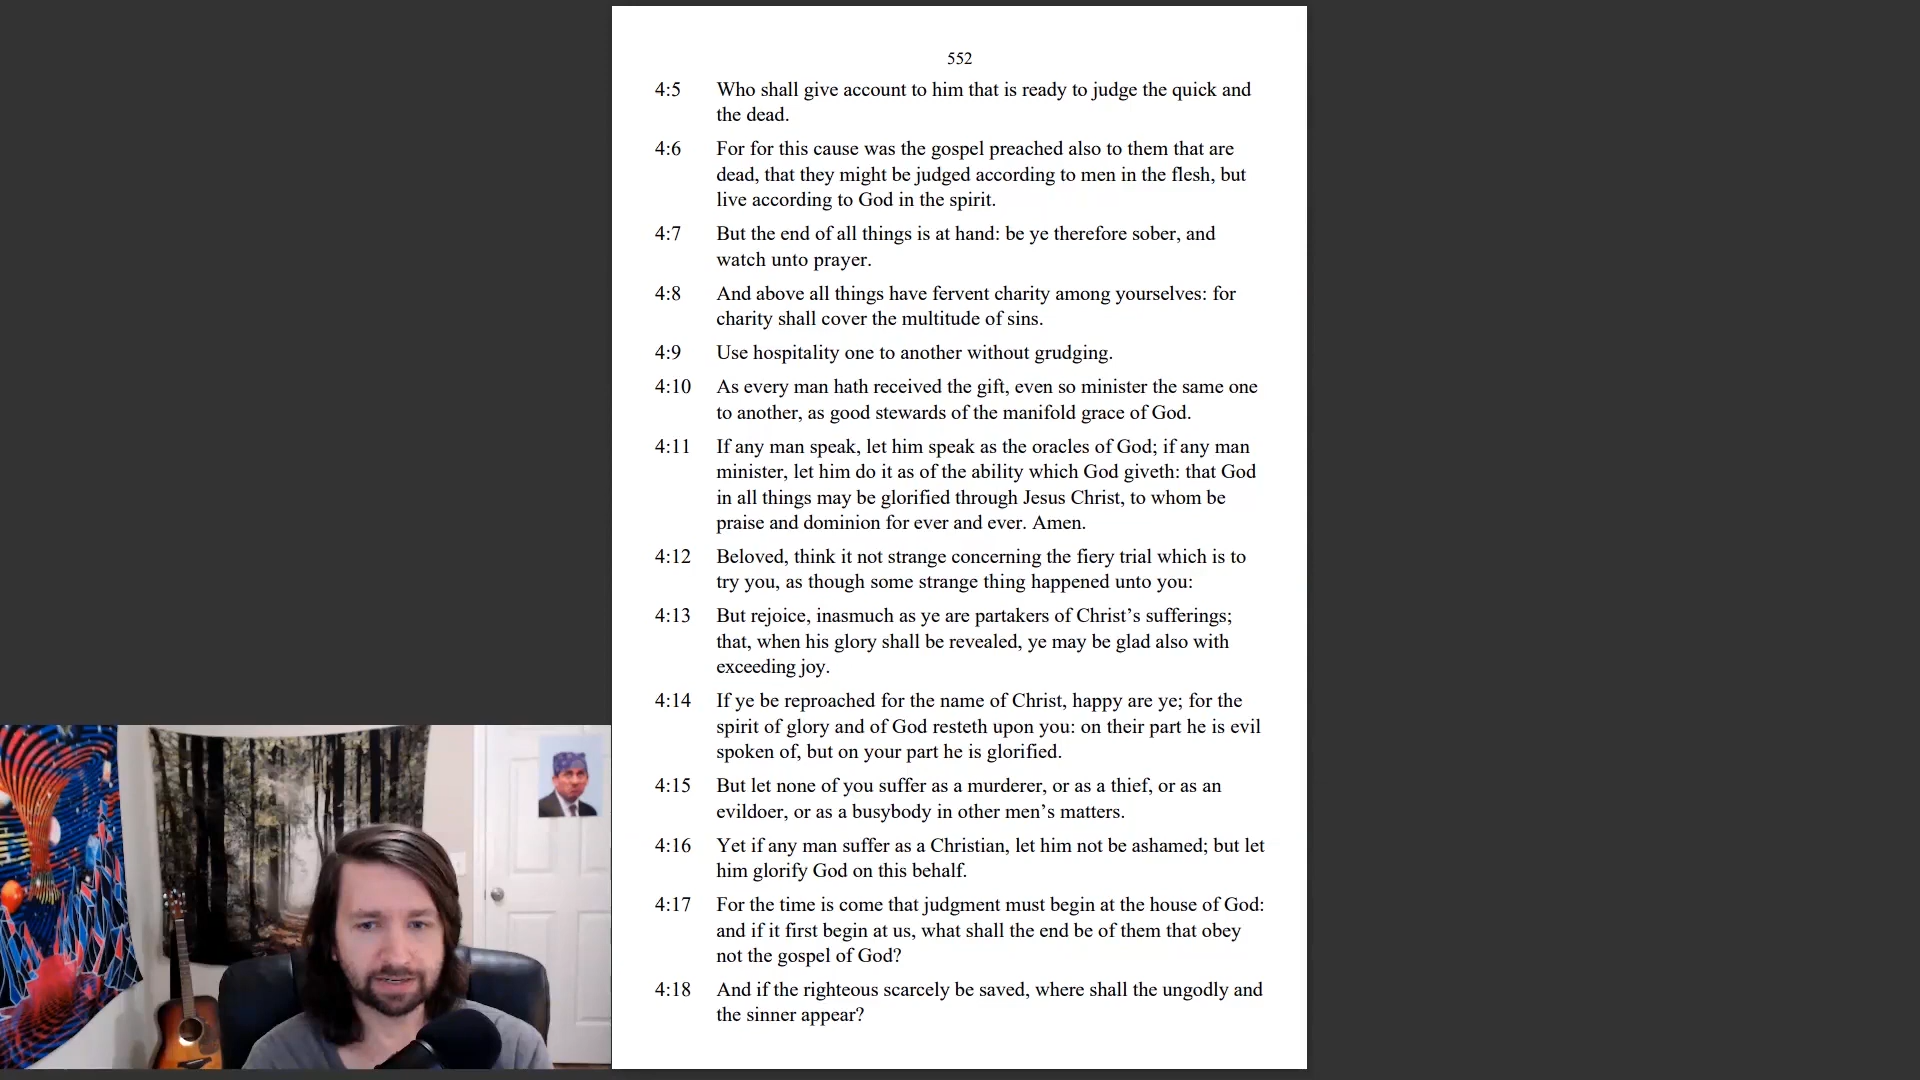 552
4:5 Who shall give account to him that is ready to judge the quick and
the dead.
4:6 For for this cause was the gospel preached also to them that are
dead, that they might be judged according to men in the flesh, but
live according to God in the spirit.
4:7 But the end of all things is at hand: be ye therefore sober, and
watch unto prayer.
4:8 And above all things have fervent charity among yourselves: for
charity shall cover the multitude of sins.
4:9 Use hospitality one to another without grudging.
4:10 As every man hath received the gift, even so minister the same one
to another, as good stewards of the manifold grace of God.
4:11 If any man speak, let him speak as the oracles of God; if any man
minister, let him do it as of the ability which God giveth: that God
in all things may be glorified through Jesus Christ, to whom be
praise and dominion for ever and ever. Amen.
4:12 Beloved, think it not strange concerning the fiery trial which is to
try you, as though some strange thing happened unto you:
4:13 But rejoice, inasmuch as ye are partakers of Christ’s sufferings;
that, when his glory shall be revealed, ye may be glad also with
exceeding joy.
4:14 If ye be reproached for the name of Christ, happy are ye; for the
spirit of glory and of God resteth upon you: on their part he is evil
spoken of, but on your part he is glorified.
4:15 But let none of you suffer as a murderer, or as a thief, or as an
evildoer, or as a busybody in other men’s matters.
4:16 Yet if any man suffer as a Christian, let him not be ashamed; but let
him glorify God on this behalf.
4:17 For the time is come that judgment must begin at the house of God:
and if it first begin at us, what shall the end be of them that obey
not the gospel of God?
4:18 And if the righteous scarcely be saved, where shall the ungodly and
the sinner appear?